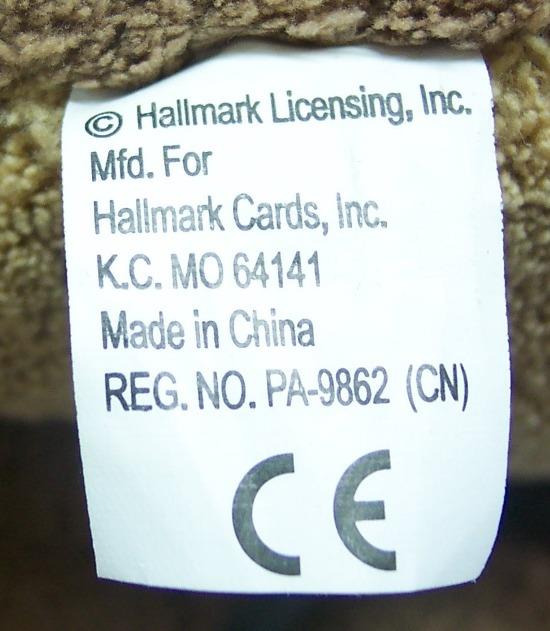 © Hallmark Licensing, Inc.
Mfd. For
Hallmark Cards, Inc.
K.C. MO 64141
Made in China
REG. NO. PA-9862 (CN)
CE